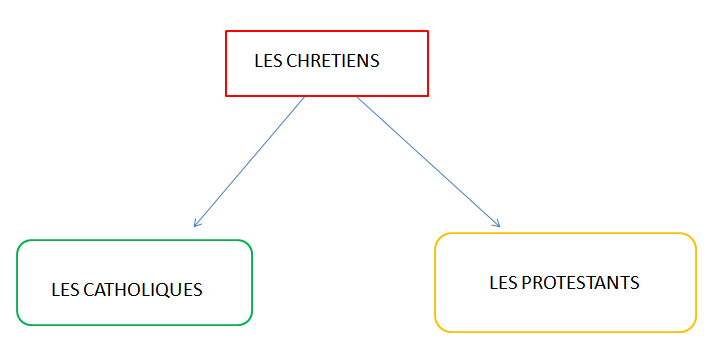 LES CHRETIENS
LES CATHOLIQUES
LES PROTESTANTS